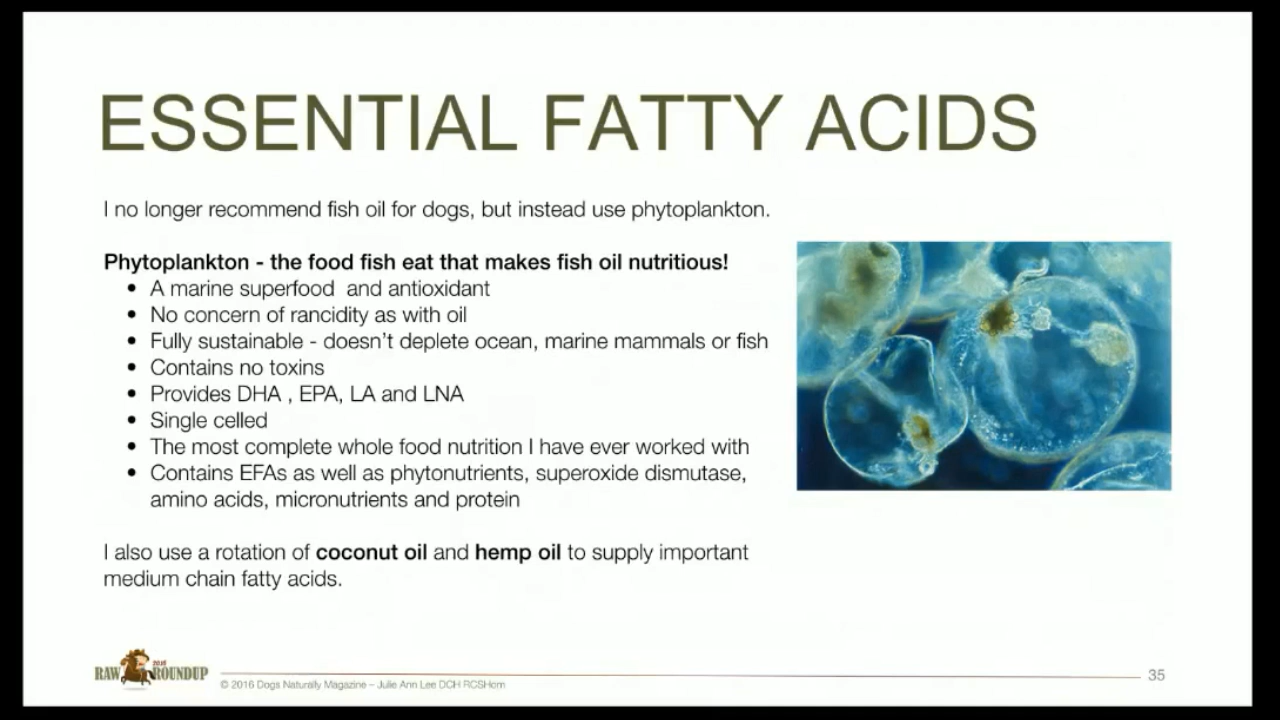 ESSENTIAL FATTY ACIDS
I no longer recommend fish oil for dogs, but instead use phytoplankton.
Phytoplankton - the food fish eat that makes fish oil nutritious!
• A marine superfood and antioxidant
• No concern of rancidity as with oil
• Fully sustainable - doesn't deplete ocean, marine mammals or fish
• Contains no toxins
• Provides DHA , EPA, LA and LNA
• Single celled
• The most complete whole food nutrition I have ever worked with
• Contains EFAs as well as phytonutrients, superoxide dismutase,
amino acids, micronutrients and protein
I also use a rotation of coconut oil and hemp oil to supply important
medium chain fatty acids.
RAW 2016 ROUNDUP
© 2016 Dogs Naturally Magazine – Julie Ann Lee DCH RCSHom
35